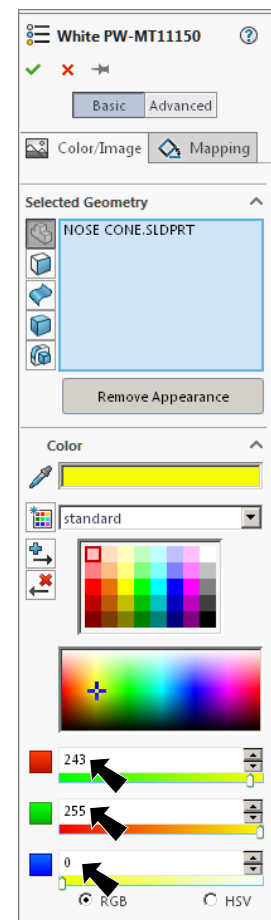 White PW-MT11150
Basic Advanced
Color/Image Mapping
Selected Geometry
NOSE CONE.SLDPRT
Remove Appearance
Color
standard
243
255
0
RGB HSV